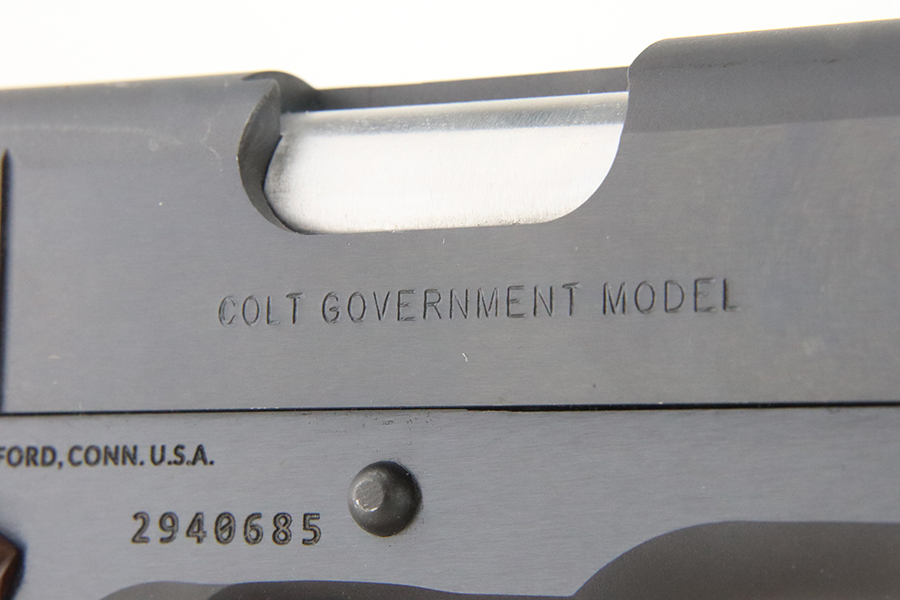 COLT GOVERNMENT MODEL
FORD, CONN. U.S.A.
2940685